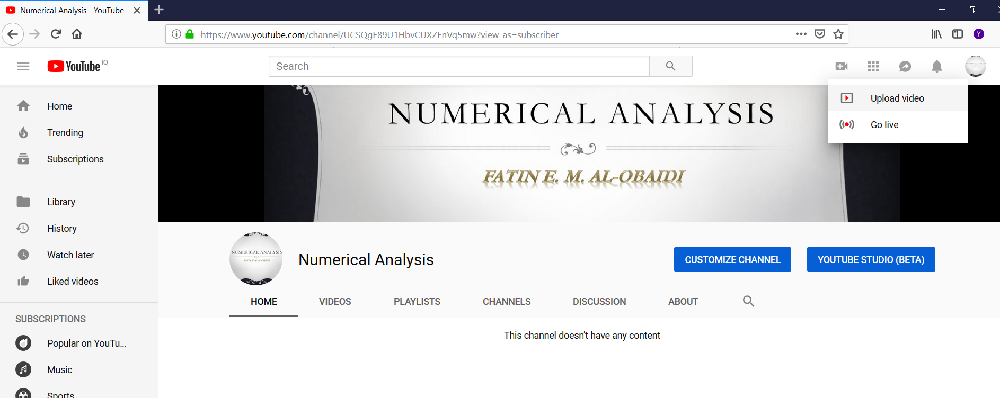 Numerical Analysis - YouTube
https://www.youtube.com/channel/UCSQgE89U1HbvCUXZFnVq5mw?view_as=subscriber
Y
YouTube IQ
Search
NUMERICAL ANALYSIS
Upload video
Go live
Home
Trending
Subscriptions
Library
History
Watch later
Liked videos
SUBSCRIPTIONS
Popular on YouTu...
Music
Sports
NUMERICAL ANALYSIS
FATIN E. M. AL-OBAIDI
NUMERICAL ANALYSIS
FATIN E. M. AL-OBAIDI
Numerical Analysis
CUSTOMIZE CHANNEL
YOUTUBE STUDIO (BETA)
HOME VIDEOS PLAYLISTS CHANNELS DISCUSSION ABOUT
This channel doesn't have any content